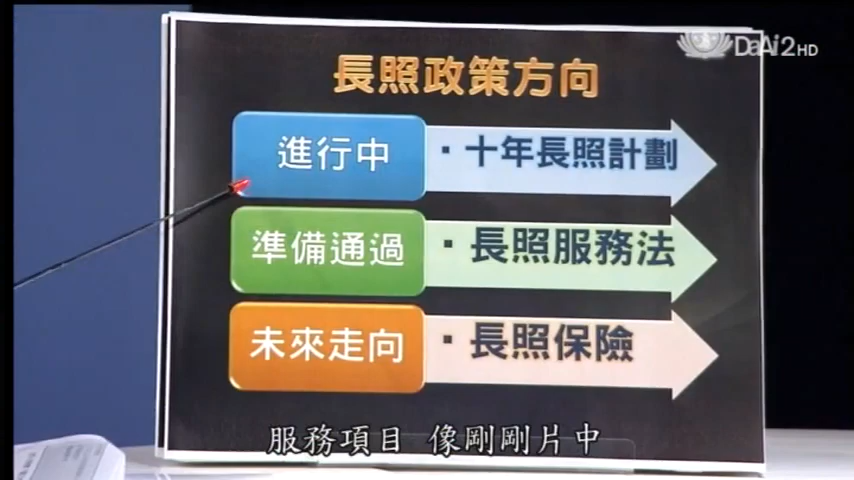 DaAi2HD
長照政策方向
進行中
・十年長照計劃
準備通過
・長照服務法
未來走向
・長照保險
服務項目 像剛剛片中